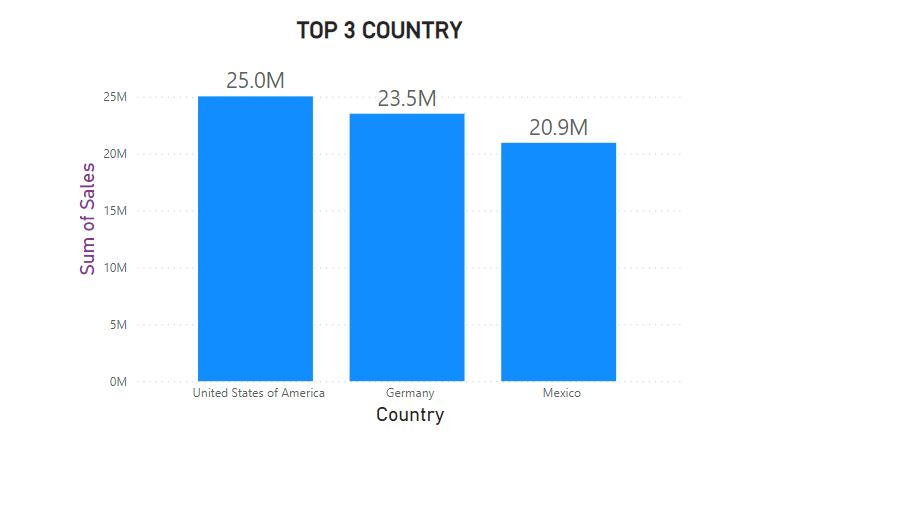 TOP 3 COUNTRY
25.0M
23.5M
20.9M
25M
20M
15M
10M
5M
0M
Sum of Sales
United States of America
Germany
Mexico
Country